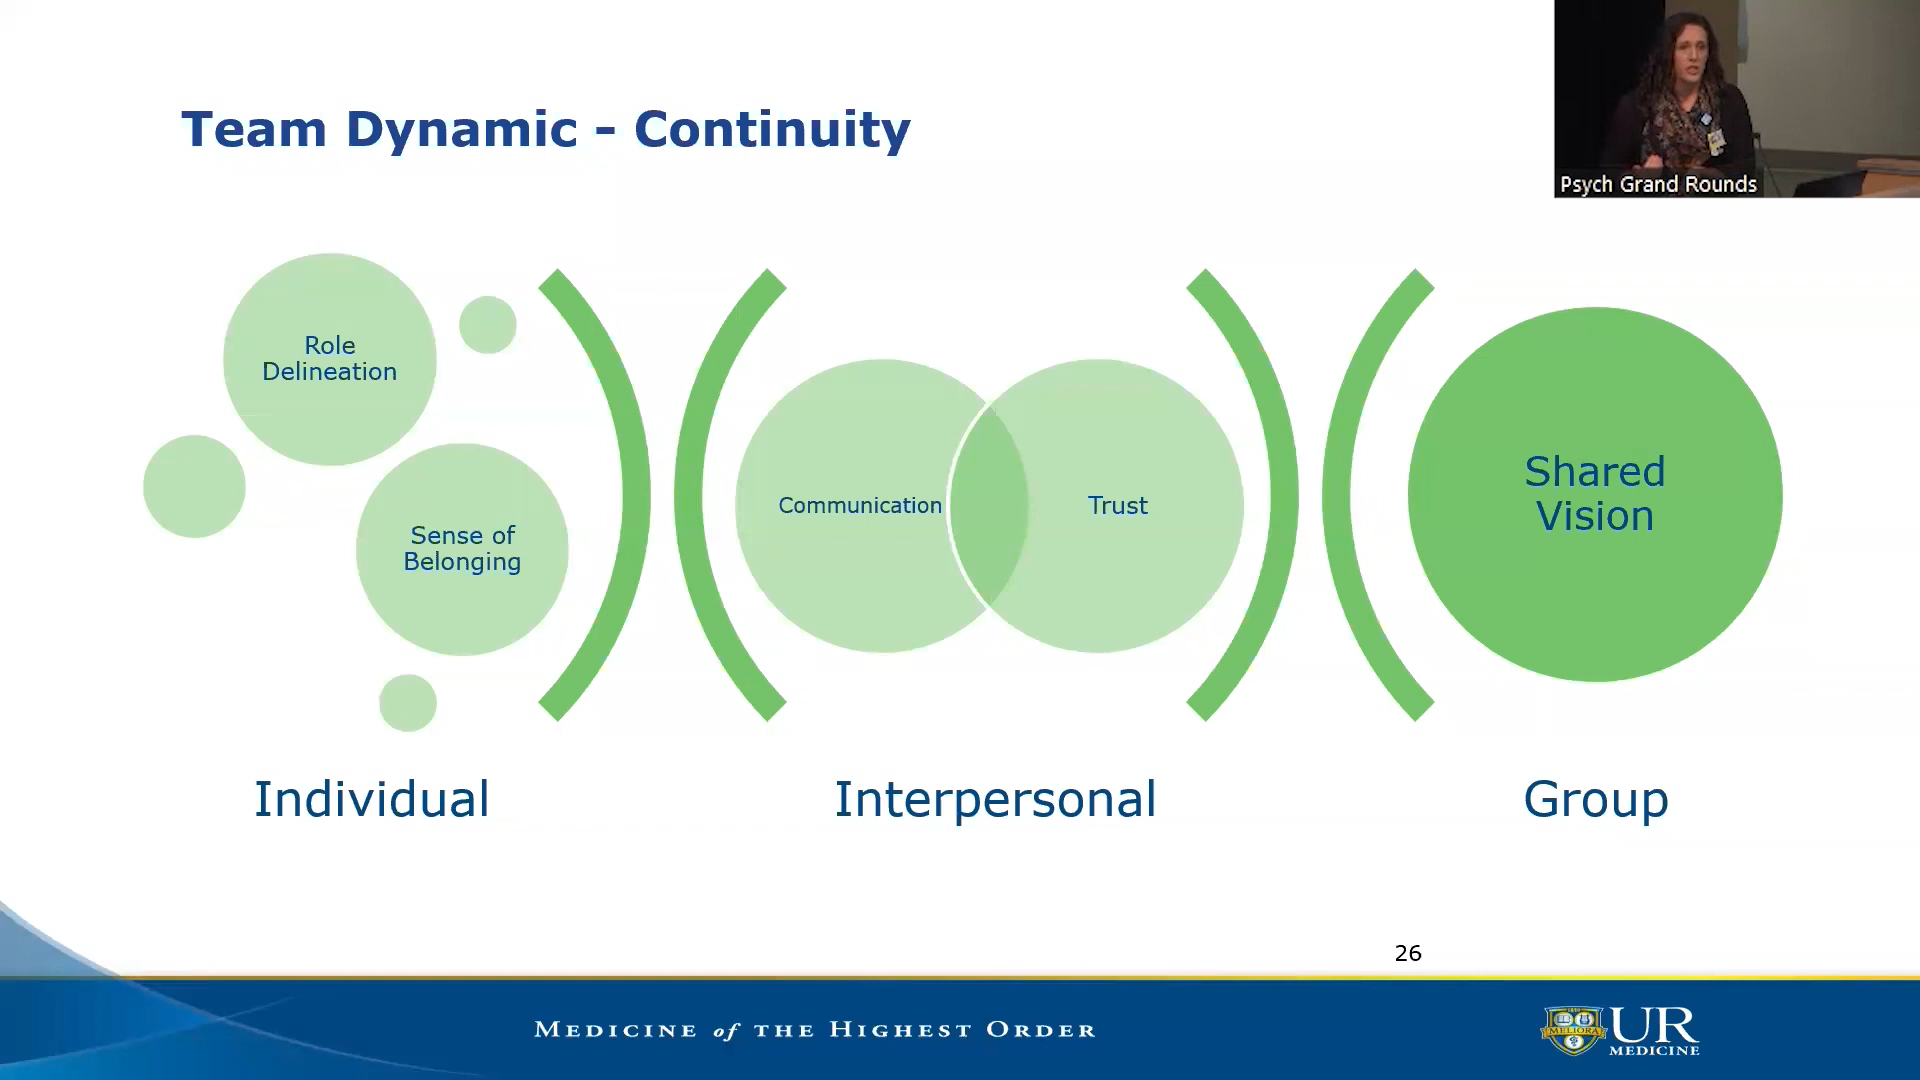 Team Dynamic - Continuity
Psych Grand Rounds
Role
Delineation
Sense of
Belonging
Communication
Trust
Shared
Vision
Individual
Interpersonal
Group
26
MEDICINE of THE HIGHEST ORDER
MELIORA
UR
MEDICINE